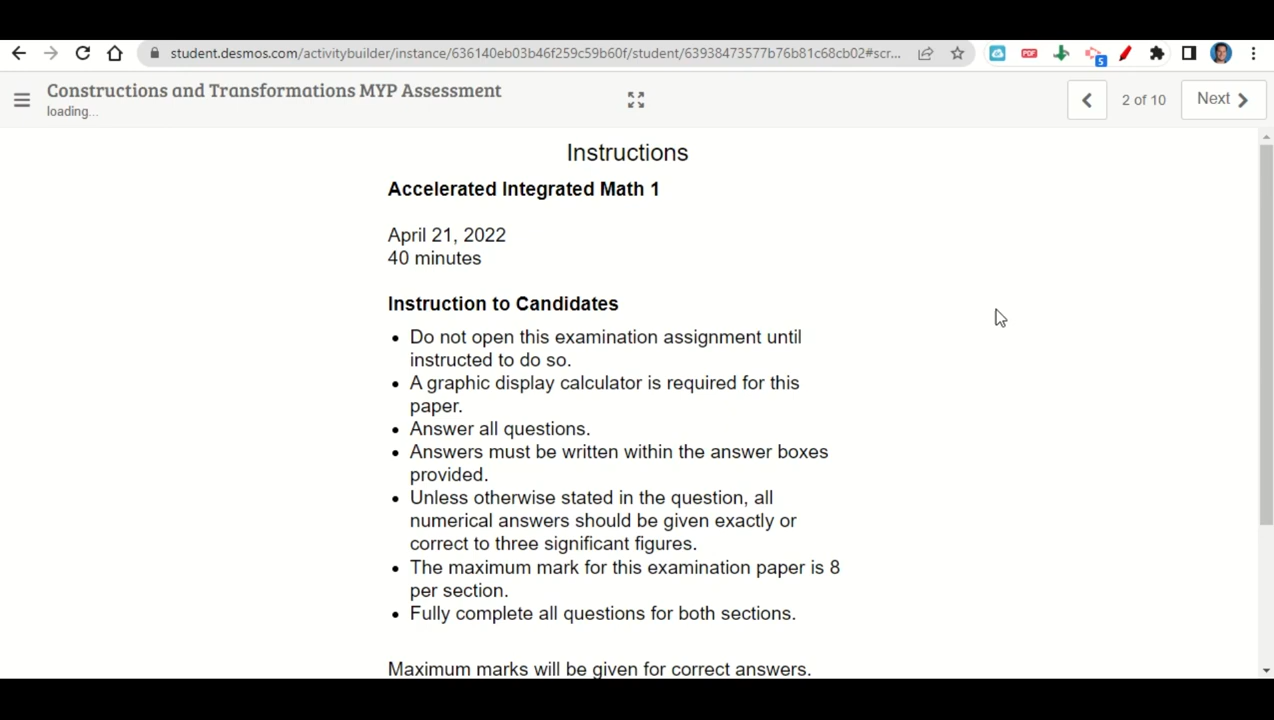 student.desmos.com/activitybuilder/instance/636140eb03b46f259c59b60f/student/63938473577b76b81c68cb02#scr...
PDF
5
Constructions and Transformations MYP Assessment
loading...
2 of 10
Next
Instructions
Accelerated Integrated Math 1
April 21, 2022
40 minutes
Instruction to Candidates
• Do not open this examination assignment until
instructed to do so.
• A graphic display calculator is required for this
paper.
• Answer all questions.
• Answers must be written within the answer boxes
provided.
• Unless otherwise stated in the question, all
numerical answers should be given exactly or
correct to three significant figures.
• The maximum mark for this examination paper is 8
per section.
• Fully complete all questions for both sections.
Maximum marks will be given for correct answers.